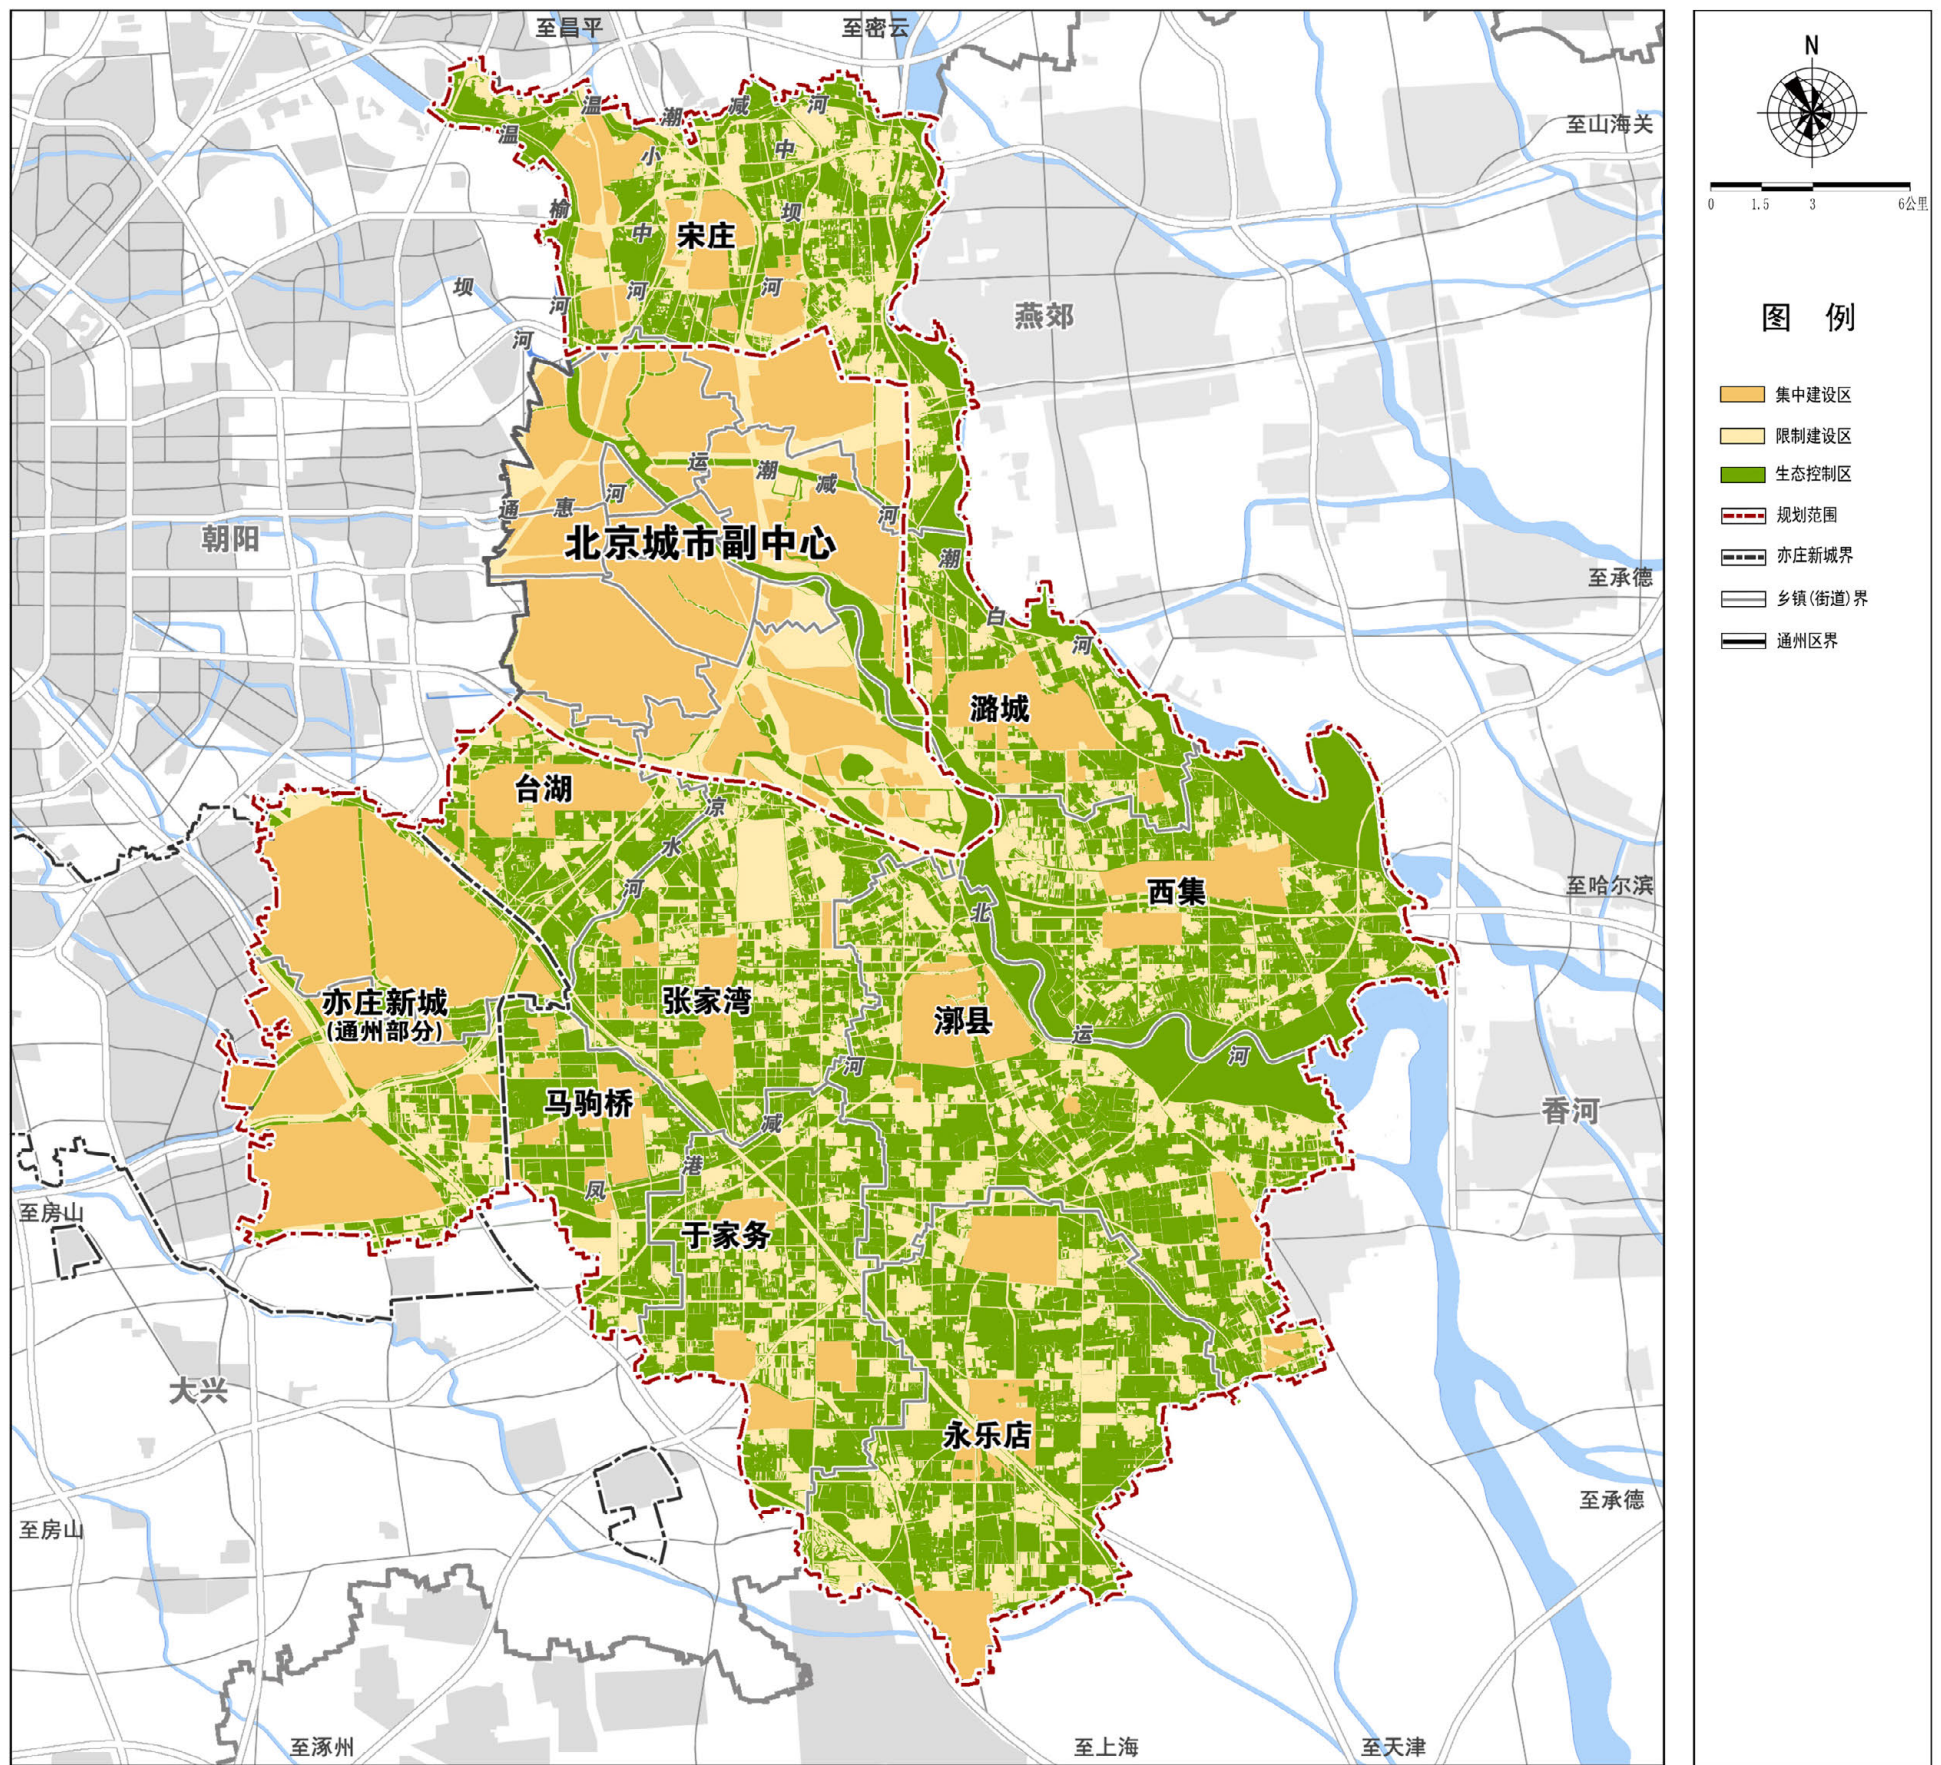 至昌平
至密云
N
至山海关
0 1.5 3 6公里
温
潮
减
河
温
小
中
榆
中
坝
宋庄
坝
河
河
河
河
燕郊
图 例
集中建设区
限制建设区
生态控制区
规划范围
亦庄新城界
乡镇(街道)界
通州区界
运
潮
减
河
通
惠
河
朝阳
北京城市副中心
潮
白
河
至承德
潞城
台湖
凉
水
河
西集
至哈尔滨
北
亦庄新城
(通州部分)
张家湾
漷县
运
河
河
马驹桥
减
港
凤
香河
至房山
于家务
大兴
永乐店
至承德
至房山
至涿州
至上海
至天津